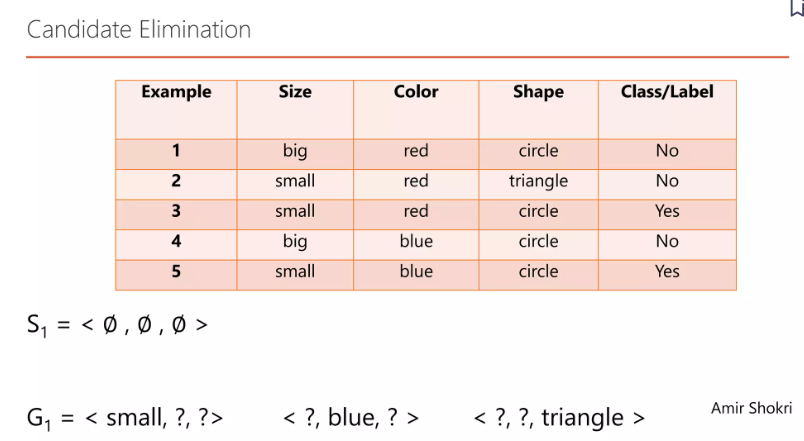 Candidate Elimination
Example Size Color Shape Class/Label
1 big red circle No
2 small red triangle No
3 small red circle Yes
4 big blue circle No
5 small blue circle Yes
S₁ = < Ø , Ø , Ø >
G₁ = < small, ?, ?> < ?, blue, ? > < ?, ?, triangle >
Amir Shokri